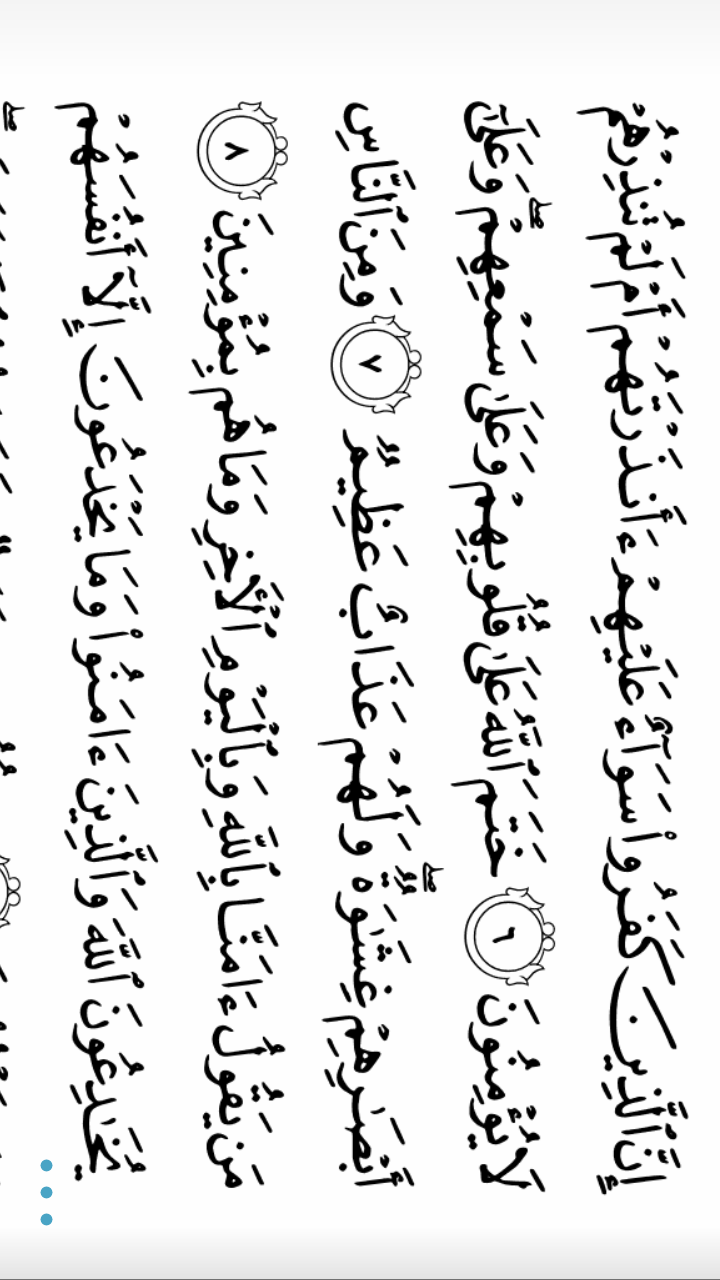 إِنَّ ٱلَّذِينَ كَفَرُواْ سَوَآءٌ عَلَيۡهِمۡ ءَأَنذَرۡتَهُمۡ أَمۡ لَمۡ تُنذِرۡهُمۡ
لَا يُؤۡمِنُونَ ٦ خَتَمَ ٱللَّهُ عَلَىٰ قُلُوبِهِمۡ وَعَلَىٰ سَمۡعِهِمۡۖ وَعَلَىٰٓ
أَبۡصَٰرِهِمۡ غِشَٰوَةٞۖ وَلَهُمۡ عَذَابٌ عَظِيمٞ ٧ وَمِنَ ٱلنَّاسِ
مَن يَقُولُ ءَامَنَّا بِٱللَّهِ وَبِٱلۡيَوۡمِ ٱلۡأٓخِرِ وَمَا هُم بِمُؤۡمِنِينَ ٨
يُخَٰدِعُونَ ٱللَّهَ وَٱلَّذِينَ ءَامَنُواْ وَمَا يَخۡدَعُونَ إِلَّآ أَنفُسَهُمۡ